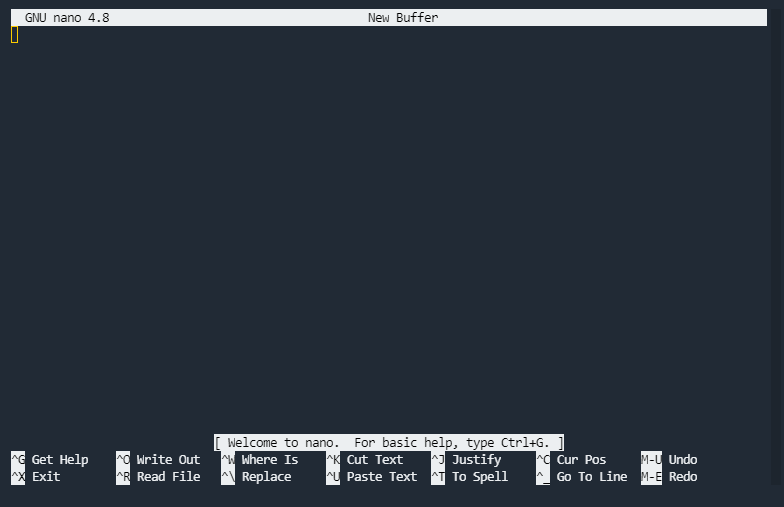 GNU nano 4.8 New Buffer
[ Welcome to nano.  For basic help, type Ctrl+G. ]
^G Get Help ^O Write Out ^W Where Is ^K Cut Text ^J Justify ^C Cur Pos M-U Undo
^X Exit ^R Read File ^\ Replace ^U Paste Text ^T To Spell ^_ Go To Line M-E Redo